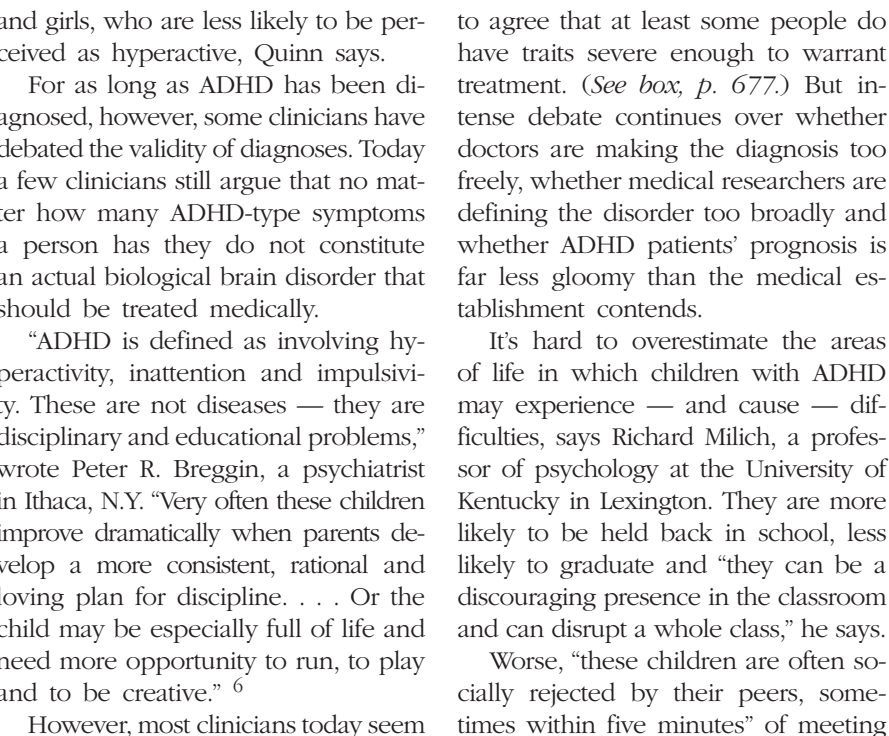 and girls, who are less likely to be per-
ceived as hyperactive, Quinn says.
For as long as ADHD has been di-
agnosed, however, some clinicians have
debated the validity of diagnoses. Today
a few clinicians still argue that no mat-
ter how many ADHD-type symptoms
a person has they do not constitute
an actual biological brain disorder that
should be treated medically.
“ADHD is defined as involving hy-
peractivity, inattention and impulsivi-
ty. These are not diseases — they are
disciplinary and educational problems,”
wrote Peter R. Breggin, a psychiatrist
in Ithaca, N.Y. “Very often these children
improve dramatically when parents de-
velop a more consistent, rational and
loving plan for discipline. . . . Or the
child may be especially full of life and
need more opportunity to run, to play
and to be creative.” 6
However, most clinicians today seem
to agree that at least some people do
have traits severe enough to warrant
treatment. (See box, p. 677.) But in-
tense debate continues over whether
doctors are making the diagnosis too
freely, whether medical researchers are
defining the disorder too broadly and
whether ADHD patients’ prognosis is
far less gloomy than the medical es-
tablishment contends.
It’s hard to overestimate the areas
of life in which children with ADHD
may experience — and cause — dif-
ficulties, says Richard Milich, a profes-
sor of psychology at the University of
Kentucky in Lexington. They are more
likely to be held back in school, less
likely to graduate and “they can be a
discouraging presence in the classroom
and can disrupt a whole class,” he says.
Worse, “these children are often so-
cially rejected by their peers, some-
times within five minutes” of meeting